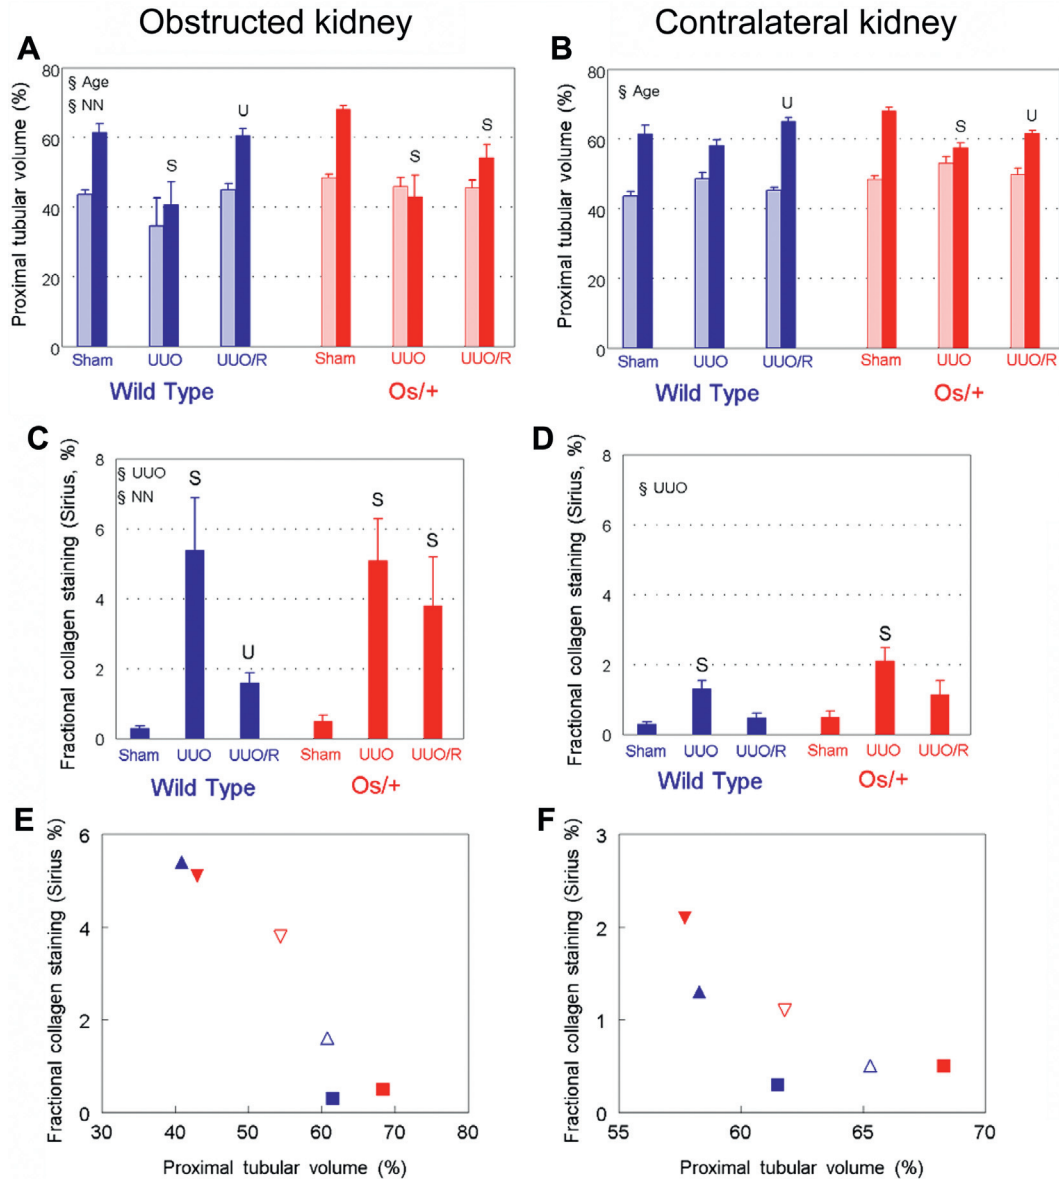 Obstructed kidney
Contralateral kidney
A
Proximal tubular volume (%)
80
60
40
20
0
§ Age
§ NN
S
U
S
S
Sham UUO UUO/R Sham UUO UUO/R
Wild Type Os/+
B
Proximal tubular volume (%)
80
60
40
20
0
§ Age
U
S
U
Sham UUO UUO/R Sham UUO UUO/R
Wild Type Os/+
C
Fractional collagen staining (Sirius, %)
8
6
4
2
0
§ UUO
§ NN
S
U
S
S
Sham UUO UUO/R Sham UUO UUO/R
Wild Type Os/+
D
Fractional collagen staining (Sirius, %)
8
6
4
2
0
§ UUO
S
S
Sham UUO UUO/R Sham UUO UUO/R
Wild Type Os/+
E
Fractional collagen staining (Sirius %)
6
4
2
0
30 40 50 60 70 80
Proximal tubular volume (%)
F
Fractional collagen staining (Sirius %)
3
2
1
0
55 60 65 70
Proximal tubular volume (%)